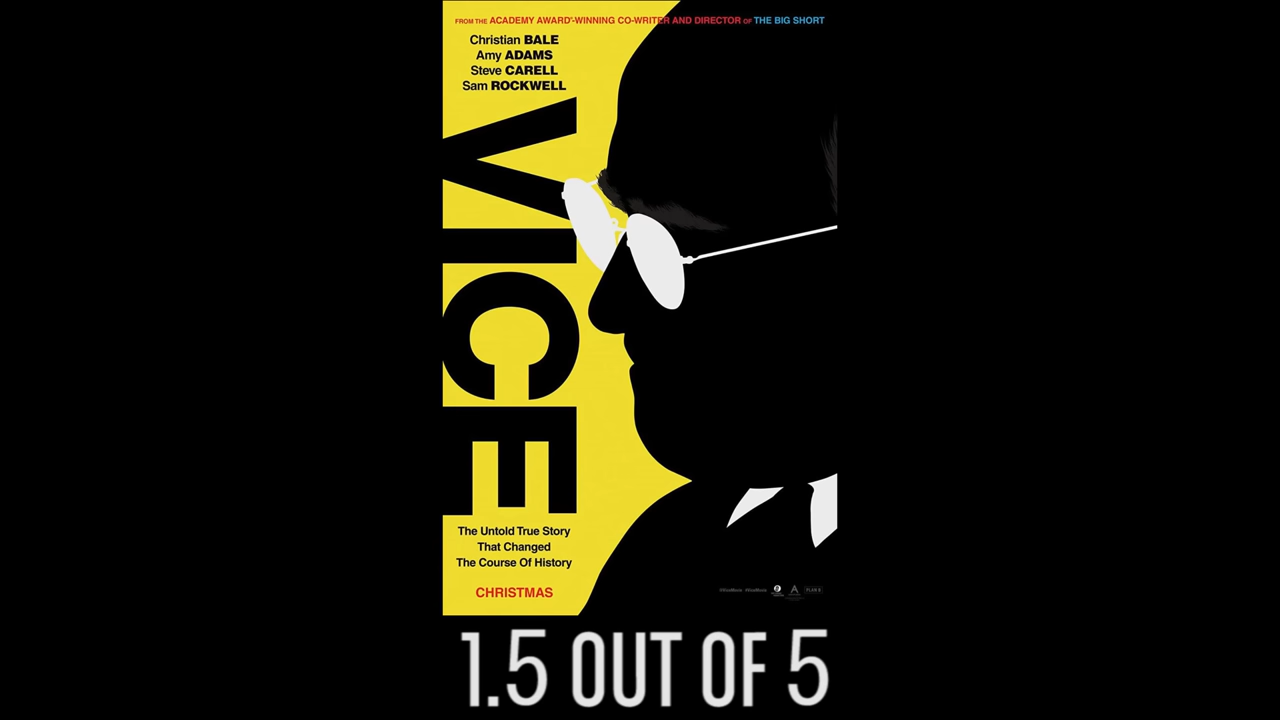 FROM THE ACADEMY AWARD®-WINNING CO-WRITER AND DIRECTOR OF THE BIG SHORT
Christian BALE
Amy ADAMS
Steve CARELL
Sam ROCKWELL
VICE
The Untold True Story
That Changed
The Course Of History
CHRISTMAS
PLAN B
1.5 OUT OF 5